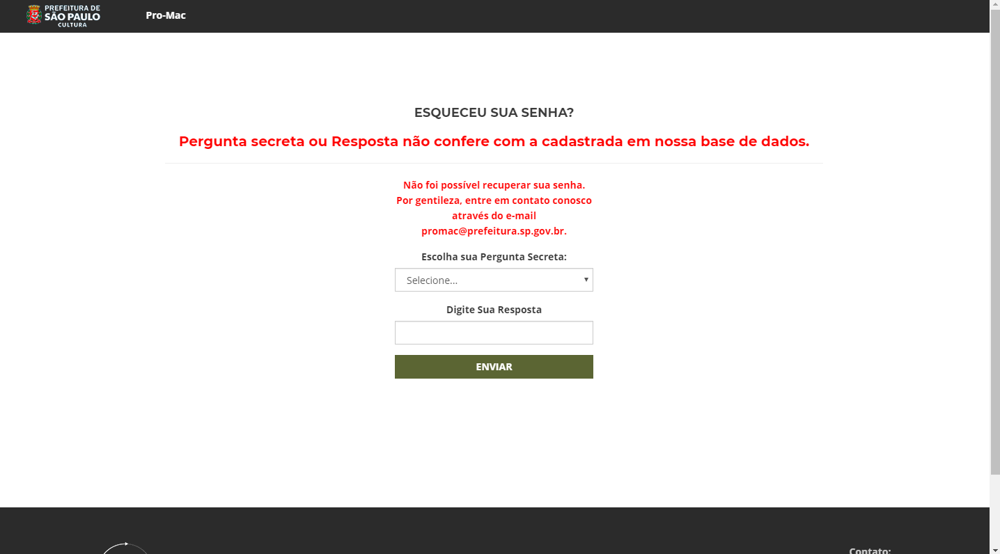 PREFEITURA DE
SÃO PAULO
CULTURA
Pro-Mac
ESQUECEU SUA SENHA?
Pergunta secreta ou Resposta não confere com a cadastrada em nossa base de dados.
Não foi possível recuperar sua senha.
Por gentileza, entre em contato conosco
através do e-mail
promac@prefeitura.sp.gov.br.
Escolha sua Pergunta Secreta:
Selecione...
Digite Sua Resposta
ENVIAR
Contato: